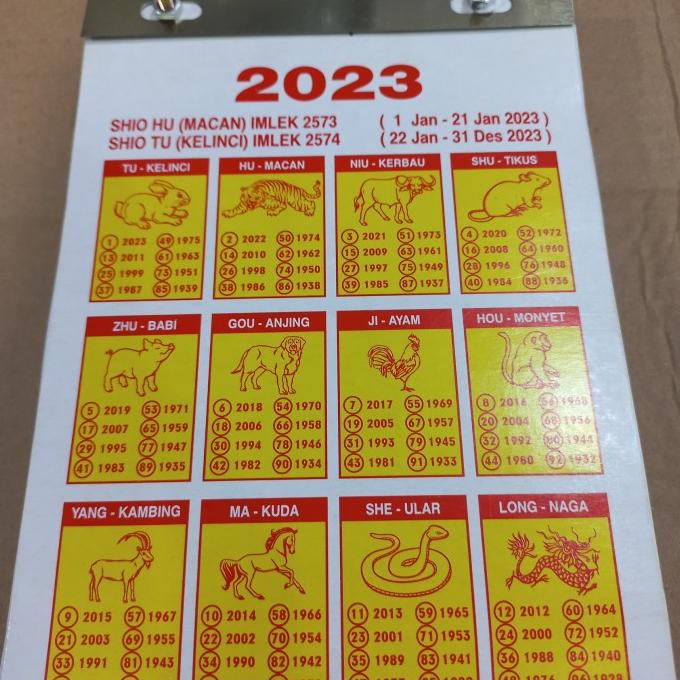 2023
SHIO HU (MACAN) IMLEK 2573 ( 1 Jan - 21 Jan 2023 )
SHIO TU (KELINCI) IMLEK 2574 ( 22 Jan - 31 Des 2023 )
TU - KELINCI
1 2023 49 1975
13 2011 61 1963
25 1999 73 1951
37 1987 85 1939
HU - MACAN
2 2022 50 1974
14 2010 62 1962
26 1998 74 1950
38 1986 86 1938
NIU - KERBAU
3 2021 51 1973
15 2009 63 1961
27 1997 75 1949
39 1985 87 1937
SHU - TIKUS
4 2020 52 1972
16 2008 64 1960
28 1996 76 1948
40 1984 88 1936
ZHU - BABI
5 2019 53 1971
17 2007 65 1959
29 1995 77 1947
41 1983 89 1935
GOU - ANJING
6 2018 54 1970
18 2006 66 1958
30 1994 78 1946
42 1982 90 1934
JI - AYAM
7 2017 55 1969
19 2005 67 1957
31 1993 79 1945
43 1981 91 1933
HOU - MONYET
8 2016 56 1968
20 2004 68 1956
32 1992 80 1944
44 1980 92 1932
YANG - KAMBING
9 2015 57 1967
21 2003 69 1955
33 1991 81 1943
MA - KUDA
10 2014 58 1966
22 2002 70 1954
34 1990 82 1942
SHE - ULAR
11 2013 59 1965
23 2001 71 1953
35 1989 83 1941
LONG - NAGA
12 2012 60 1964
24 2000 72 1952
36 1988 84 1940